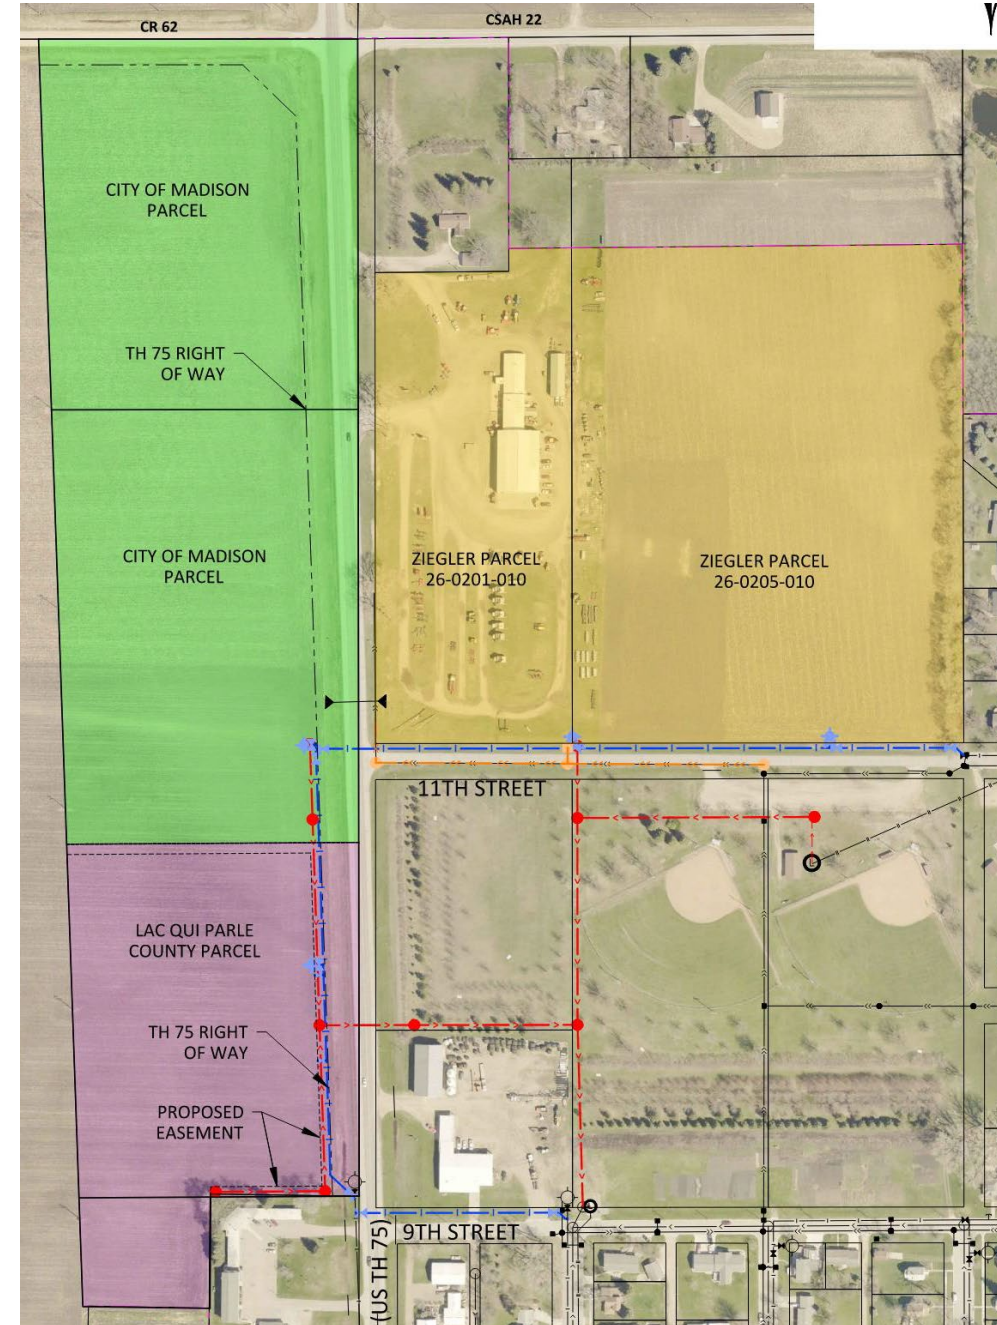 CR 62
CSAH 22
CITY OF MADISON
PARCEL
TH 75 RIGHT
OF WAY
CITY OF MADISON
PARCEL
ZIEGLER PARCEL
26-0201-010
ZIEGLER PARCEL
26-0205-010
11TH STREET
LAC QUI PARLE
COUNTY PARCEL
TH 75 RIGHT
OF WAY
PROPOSED
EASEMENT
9TH STREET
(US TH 75)